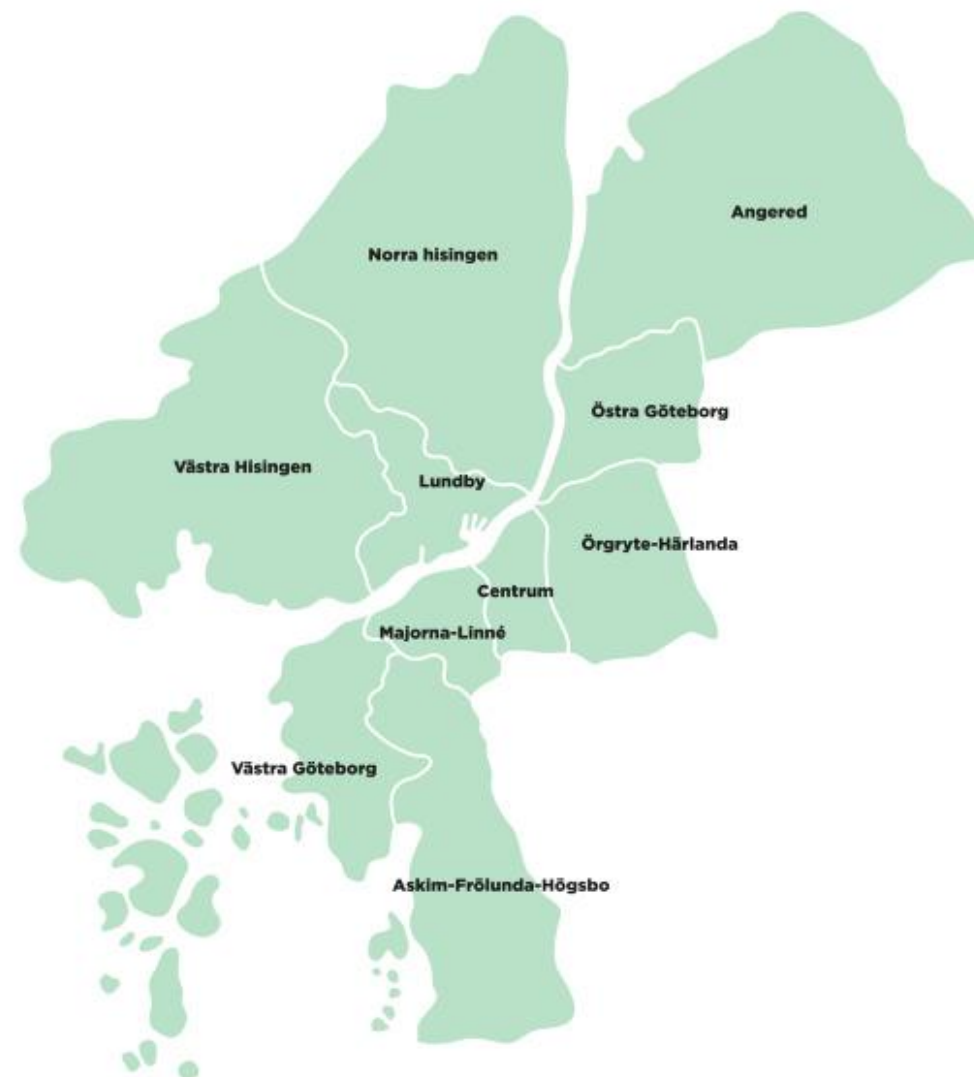 Angered
Norra hisingen
Östra Göteborg
Västra Hisingen
Lundby
Örgryte-Härlanda
Centrum
Majorna-Linné
Västra Göteborg
Askim-Frölunda-Högsbo